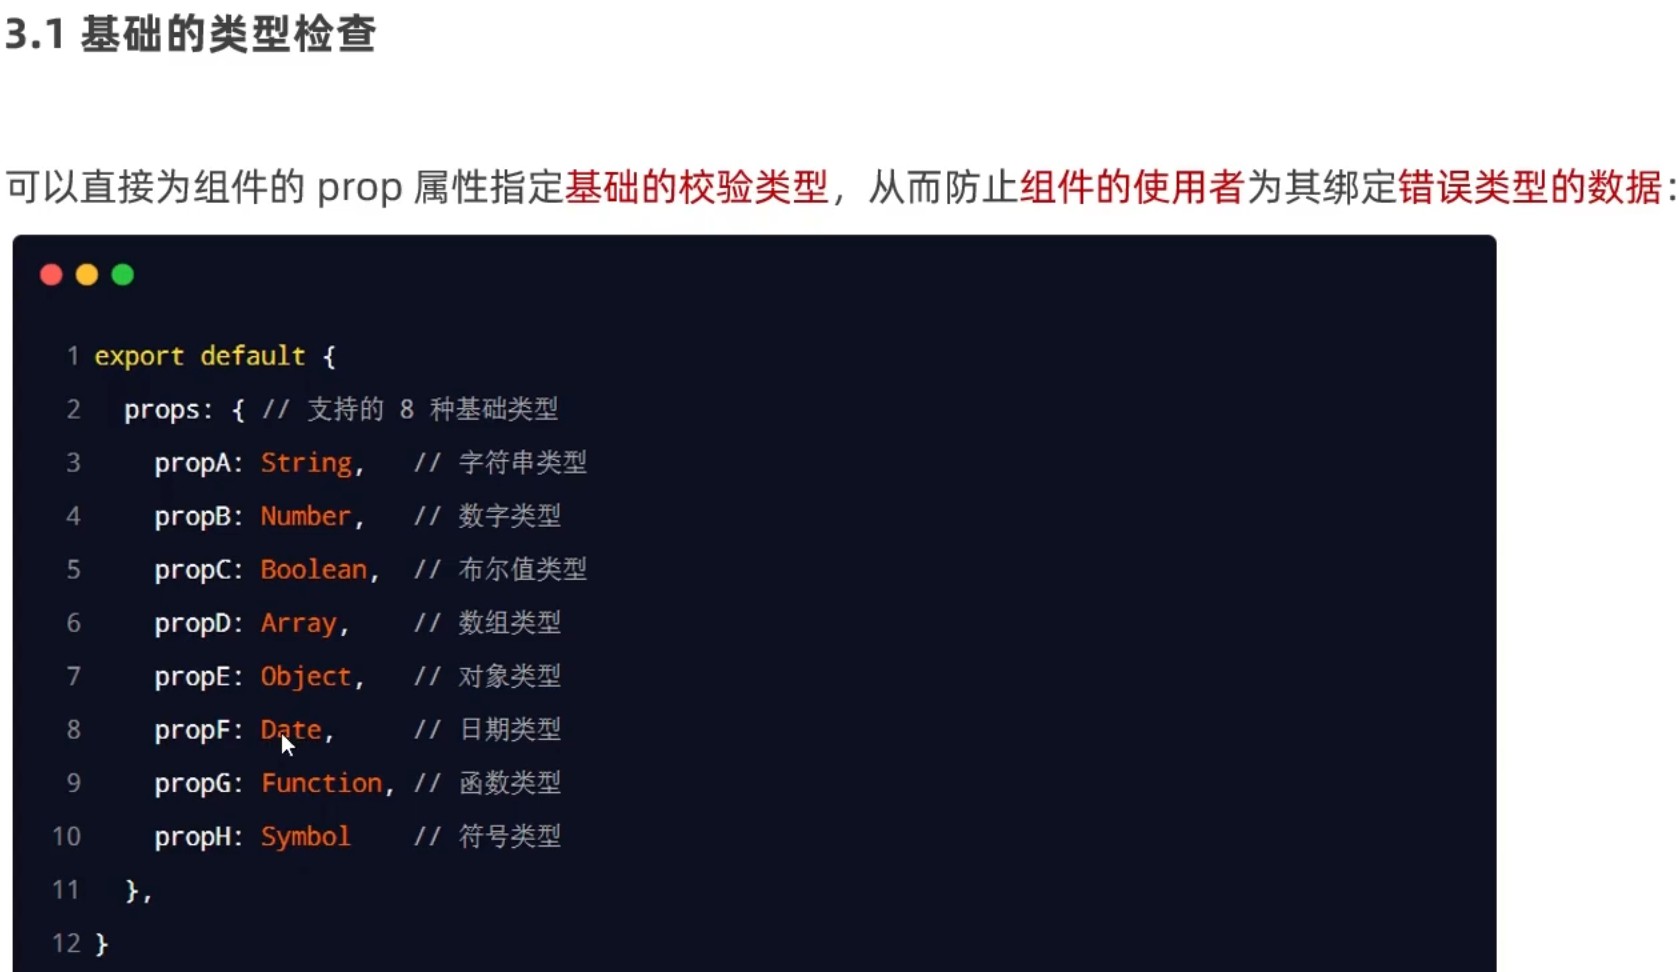 3.1 基础的类型检查
可以直接为组件的 prop 属性指定基础的校验类型，从而防止组件的使用者为其绑定错误类型的数据：
1 export default {
2 props: { // 支持的 8 种基础类型
3 propA: String, // 字符串类型
4 propB: Number, // 数字类型
5 propC: Boolean, // 布尔值类型
6 propD: Array, // 数组类型
7 propE: Object, // 对象类型
8 propF: Date, // 日期类型
9 propG: Function, // 函数类型
10 propH: Symbol // 符号类型
11 },
12 }